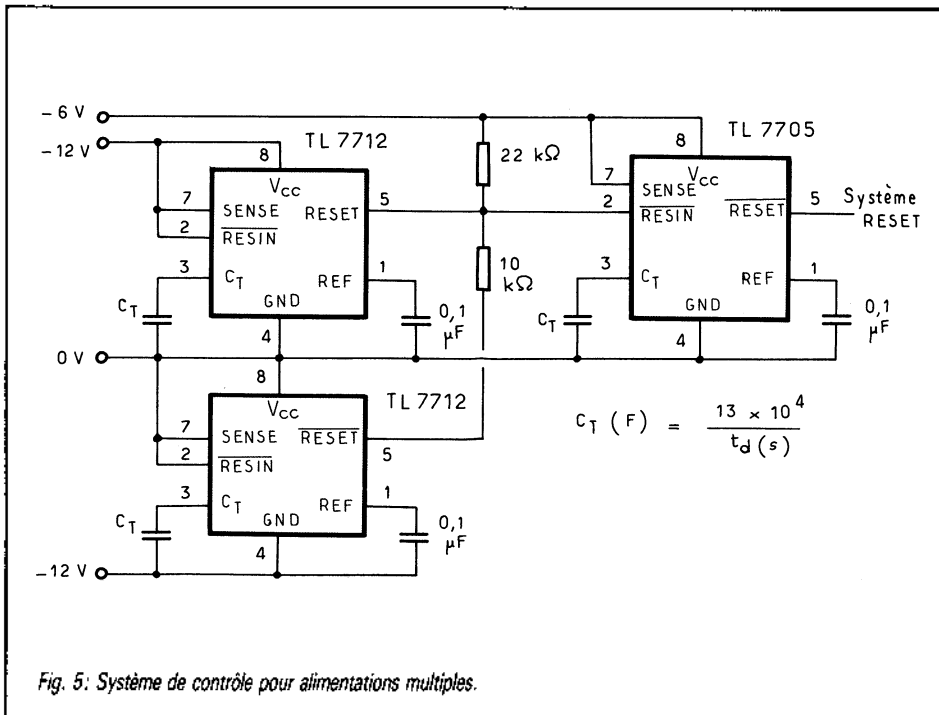 −6 V
−12 V
TL 7712
8
VCC
7
SENSE
2
RESIN
3
CT
GND
4
RESET
5
REF
1
CT
0,1
µF
22 kΩ
10
kΩ
TL 7705
8
VCC
7
SENSE
2
RESIN
3
CT
GND
4
RESET
5
Système
RESET
REF
1
CT
0,1
µF
0 V
8
VCC
TL 7712
7
SENSE
2
RESIN
3
CT
GND
4
RESET
5
REF
1
CT
0,1
µF
−12 V
CT (F) = 13 × 10⁴ / td (s)
Fig. 5: Système de contrôle pour alimentations multiples.